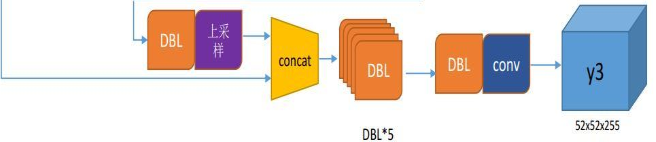 DBL
上采
样
concat
DBL
DBL*5
DBL
conv
y3
52x52x255